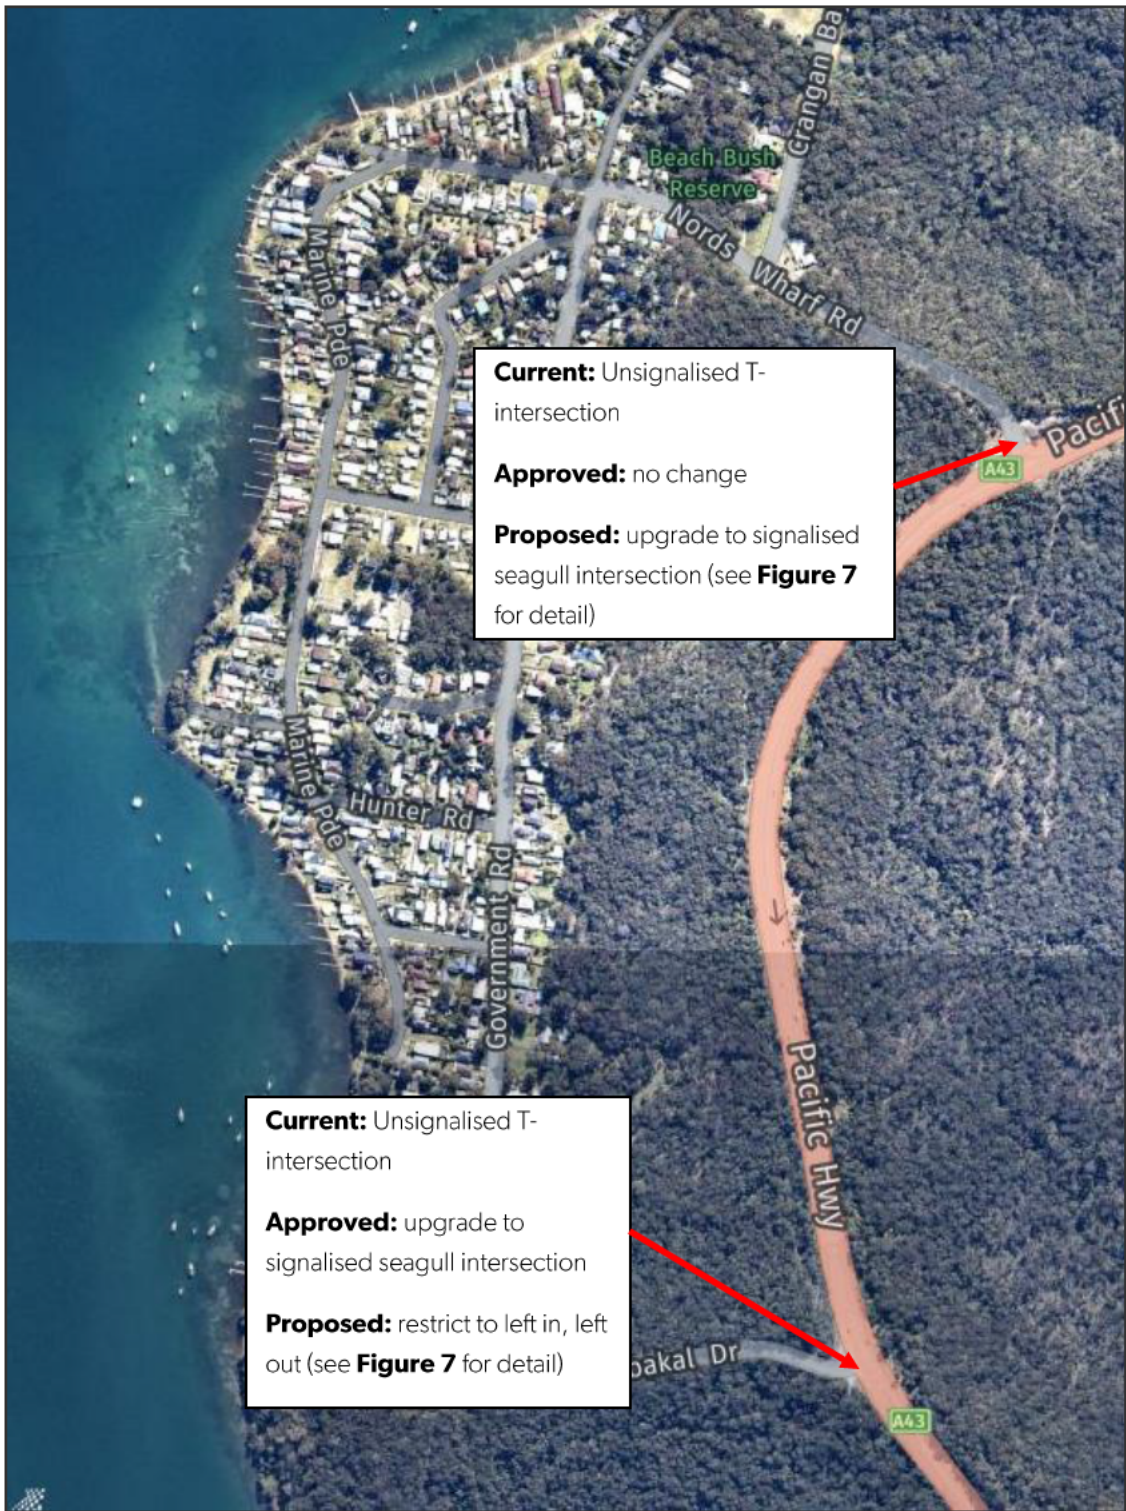 Crangan Ba
Beach Bush
Reserve
Nords Wharf Rd
Marine Pde
Current: Unsignalised T-
intersection
Approved: no change
Proposed: upgrade to signalised
seagull intersection (see Figure 7
for detail)
Pacifi
A43
Marine Pde
Hunter Rd
Government Rd
Pacific Hwy
Current: Unsignalised T-
intersection
Approved: upgrade to
signalised seagull intersection
Proposed: restrict to left in, left
out (see Figure 7 for detail)
bakal Dr
A43